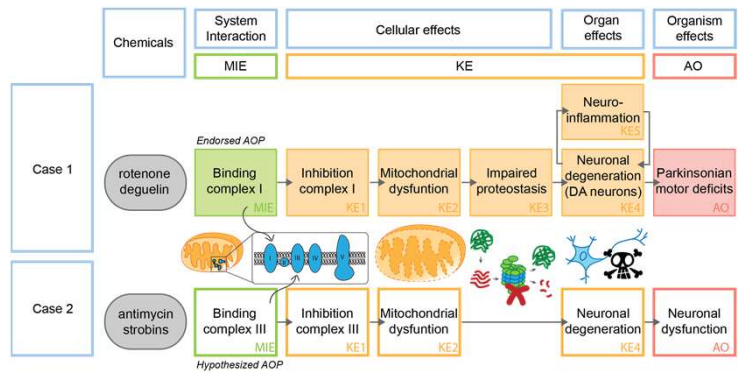 Chemicals
System
Interaction
Cellular effects
Organ
effects
Organism
effects
MIE
KE
AO
Case 1
Neuro-
inflammation
KE5
Endorsed AOP
rotenone
deguelin
Binding
complex I
MIE
Inhibition
complex I
KE1
Mitochondrial
dysfuntion
KE2
Impaired
proteostasis
KE3
Neuronal
degeneration
(DA neurons)
KE4
Parkinsonian
motor deficits
AO
I
II
III
IV
V
Case 2
antimycin
strobins
Binding
complex III
MIE
Inhibition
complex III
KE1
Mitochondrial
dysfuntion
KE2
Neuronal
degeneration
KE4
Neuronal
dysfunction
AO
Hypothesized AOP